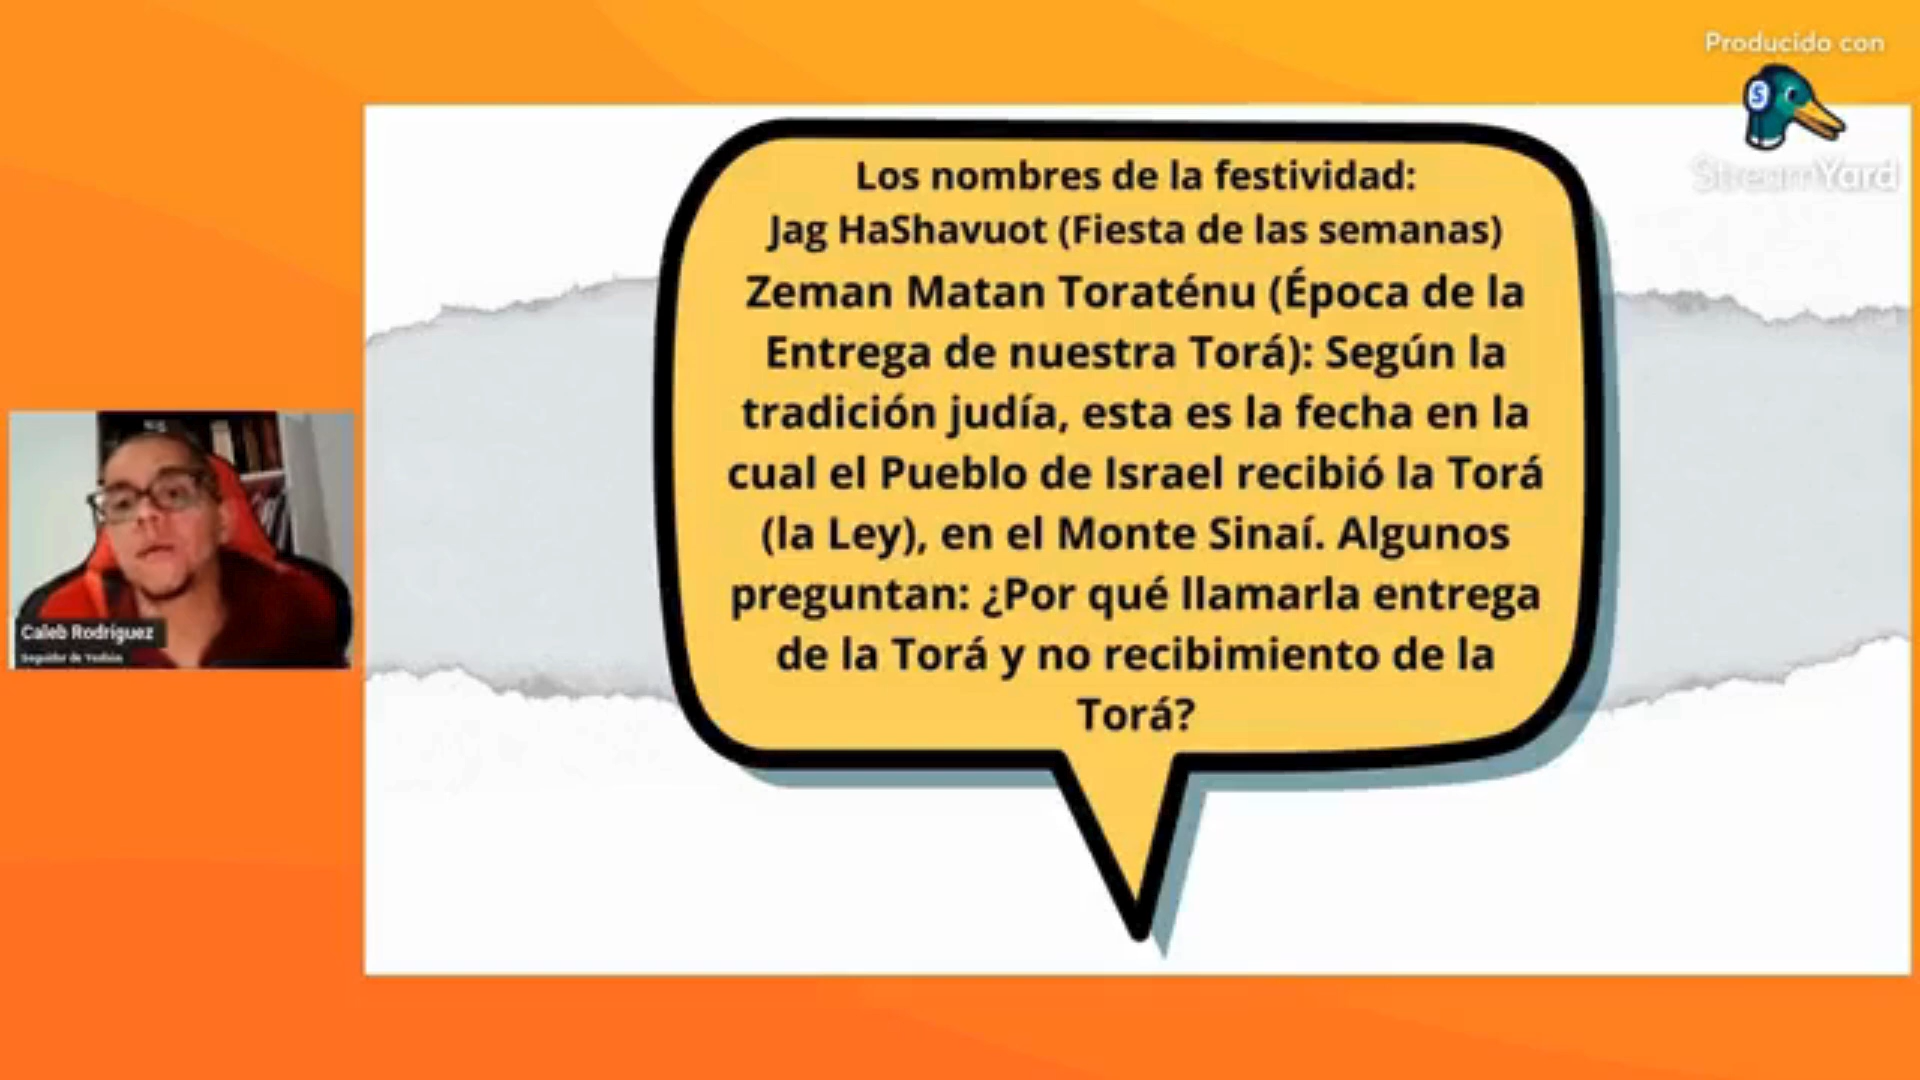 Producido con
StreamYard
Los nombres de la festividad:
Jag HaShavuot (Fiesta de las semanas)
Zeman Matan Toraténu (Época de la
Entrega de nuestra Torá): Según la
tradición judía, esta es la fecha en la
cual el Pueblo de Israel recibió la Torá
(la Ley), en el Monte Sinaí. Algunos
preguntan: ¿Por qué llamarla entrega
de la Torá y no recibimiento de la
Torá?
Caleb Rodríguez
Seguidor de